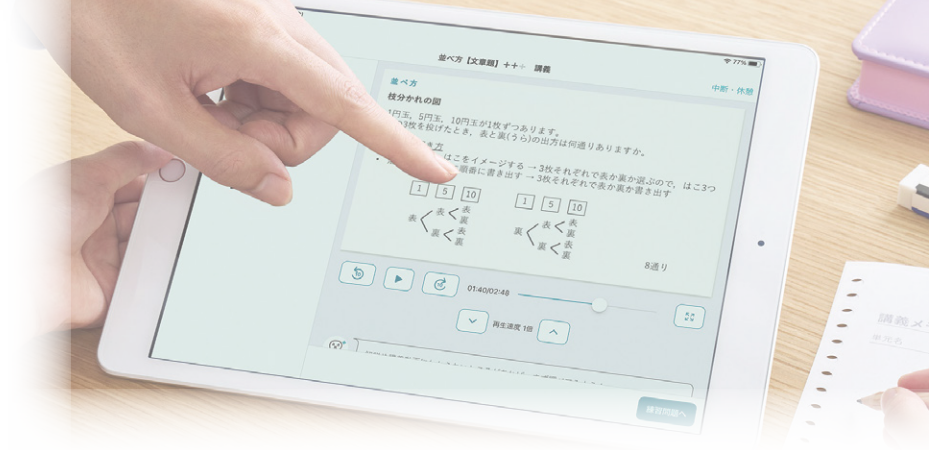 77%
並べ方【文章題】+++ 講義
中断・休憩
並べ方
枝分かれの図
1円玉，5円玉，10円玉が1枚ずつあります。
3枚を投げたとき，表と裏(うら)の出方は何通りありますか。
き方
はこをイメージする → 3枚それぞれで表か裏か選ぶので，はこ3つ
順番に書き出す → 3枚それぞれで表か裏か書き出す
1 5 10 1 5 10
表 表 表 裏 裏 表 裏
裏 表 表 裏 裏 表 裏
8通り
01:40/02:48
再生速度 1倍
練習問題へ
講義メ